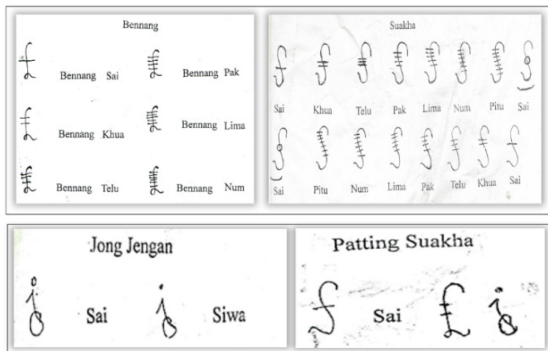 Bennang
Bennang Sai
Bennang Pak
Bennang Khua
Bennang Lima
Bennang Telu
Bennang Num
Suakha
Sai Khua Telu Pak Lima Num Pitu Sai
Sai Pitu Num Lima Pak Telu Khua Sai
Jong Jengan
Sai Siwa
Patting Suakha
Sai